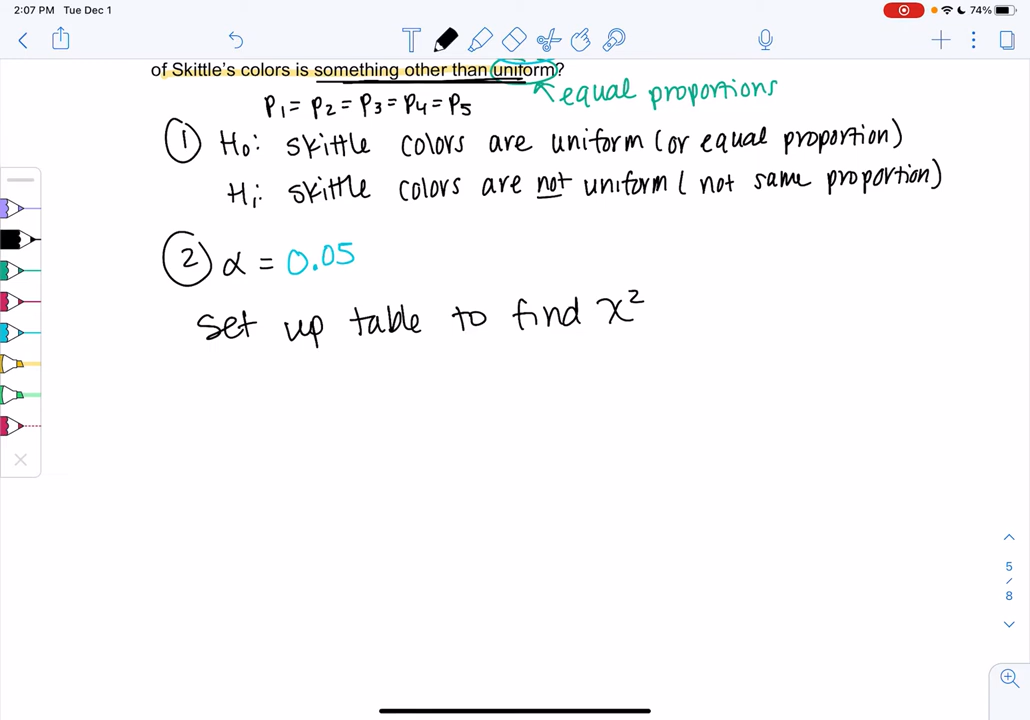 2:07 PM Tue Dec 1 74%
of Skittle's colors is something other than uniform?
equal proportions
P1 = P2 = P3 = P4 = P5
① H0: skittle colors are uniform (or equal proportion)
H1: skittle colors are not uniform (not same proportion)
② α = 0.05
Set up table to find x²
5
/
8